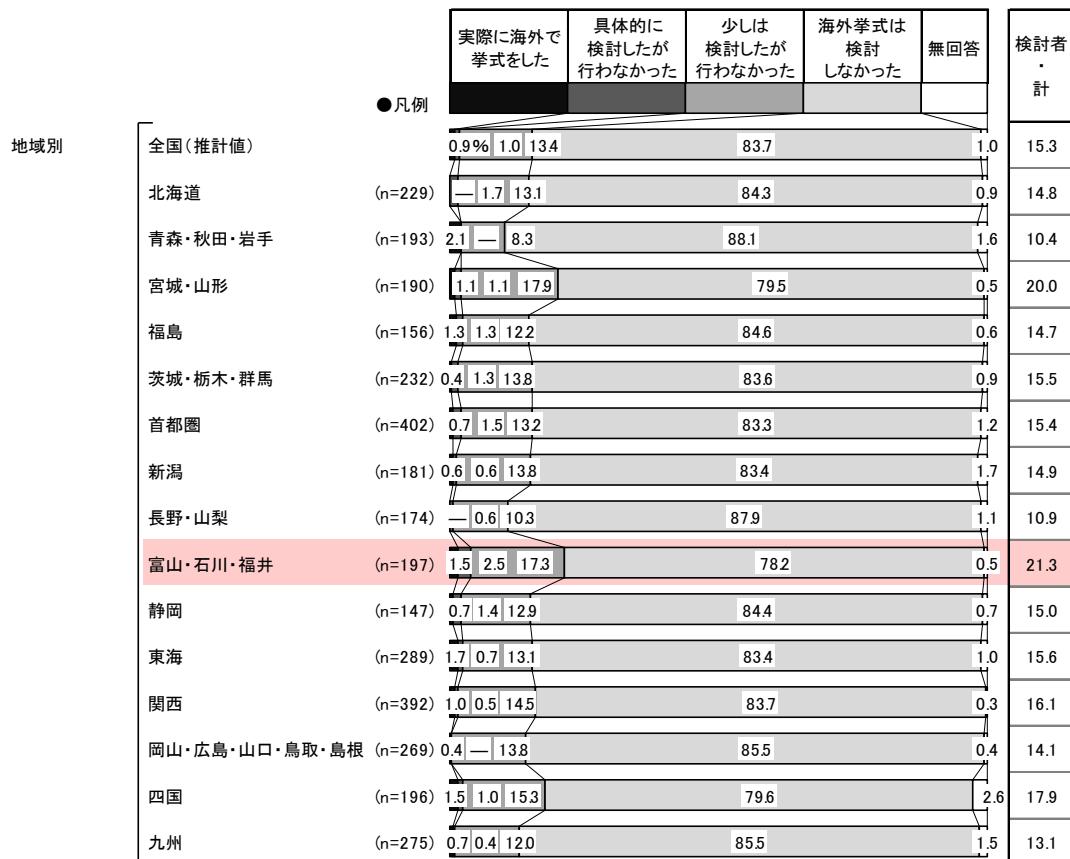 実際に海外で
挙式をした
具体的に
検討したが
行わなかった
少しは
検討したが
行わなかった
海外挙式は
検討
しなかった
無回答
検討者
・
計
●凡例
地域別
全国(推計値) 0.9% 1.0 13.4 83.7 1.0 15.3
北海道 (n=229) — 1.7 13.1 84.3 0.9 14.8
青森・秋田・岩手 (n=193) 2.1 — 8.3 88.1 1.6 10.4
宮城・山形 (n=190) 1.1 1.1 17.9 79.5 0.5 20.0
福島 (n=156) 1.3 1.3 12.2 84.6 0.6 14.7
茨城・栃木・群馬 (n=232) 0.4 1.3 13.8 83.6 0.9 15.5
首都圏 (n=402) 0.7 1.5 13.2 83.3 1.2 15.4
新潟 (n=181) 0.6 0.6 13.8 83.4 1.7 14.9
長野・山梨 (n=174) — 0.6 10.3 87.9 1.1 10.9
富山・石川・福井 (n=197) 1.5 2.5 17.3 78.2 0.5 21.3
静岡 (n=147) 0.7 1.4 12.9 84.4 0.7 15.0
東海 (n=289) 1.7 0.7 13.1 83.4 1.0 15.6
関西 (n=392) 1.0 0.5 14.5 83.7 0.3 16.1
岡山・広島・山口・鳥取・島根 (n=269) 0.4 — 13.8 85.5 0.4 14.1
四国 (n=196) 1.5 1.0 15.3 79.6 2.6 17.9
九州 (n=275) 0.7 0.4 12.0 85.5 1.5 13.1